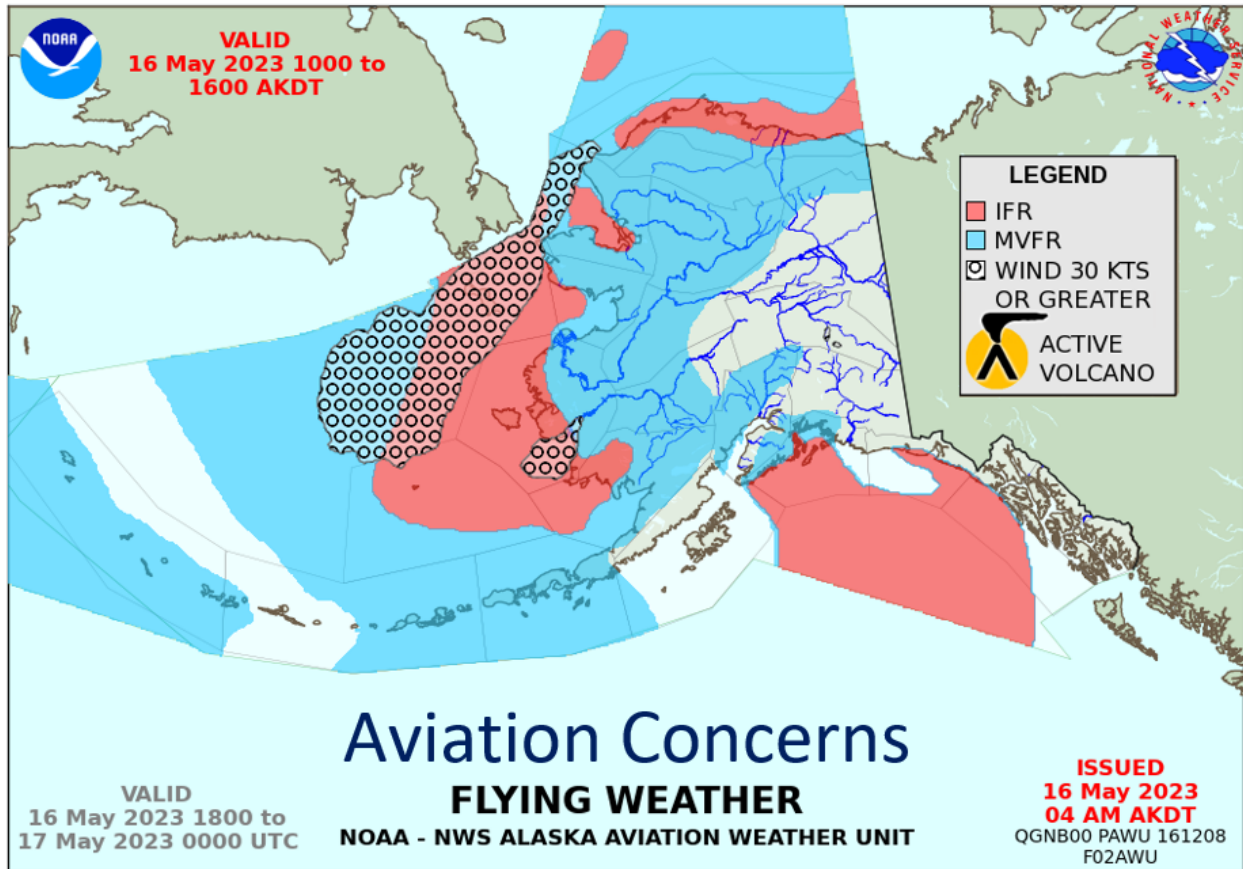 NOAA
VALID
16 May 2023 1000 to
1600 AKDT
NATIONAL WEATHER SERVICE
LEGEND
IFR
MVFR
WIND 30 KTS
OR GREATER
ACTIVE
VOLCANO
Aviation Concerns
FLYING WEATHER
NOAA - NWS ALASKA AVIATION WEATHER UNIT
VALID
16 May 2023 1800 to
17 May 2023 0000 UTC
ISSUED
16 May 2023
04 AM AKDT
QGNB00 PAWU 161208
F02AWU